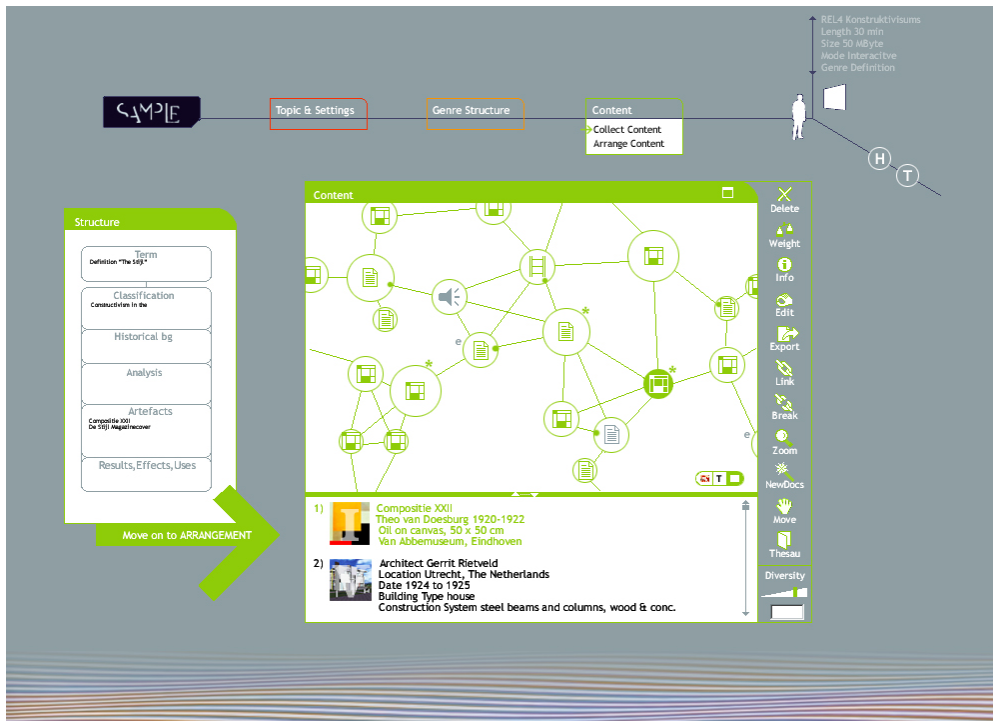 REL4 Konstruktivisums
Length 30 min
Size 50 MByte
Mode Interacitve
Genre Definition
SAMPLE
Topic & Settings
Genre Structure
Content
Collect Content
Arrange Content
H
T
Structure
Term
Definition "The Stijl"
Classification
Constructivism in the
Historical bg
Analysis
Artefacts
Compositie XXII
De Stijl Magazinecover
Results,Effects,Uses
Move on to ARRANGEMENT
Content
*
e
*
*
e
T
1) Compositie XXII
Theo van Doesburg 1920-1922
Oil on canvas, 50 x 50 cm
Van Abbemuseum, Eindhoven
2) Architect Gerrit Rietveld
Location Utrecht, The Netherlands
Date 1924 to 1925
Building Type house
Construction System steel beams and columns, wood & conc.
Delete
Weight
Info
Edit
Export
Link
Break
Zoom
NewDocs
Move
Thesau
Diversity